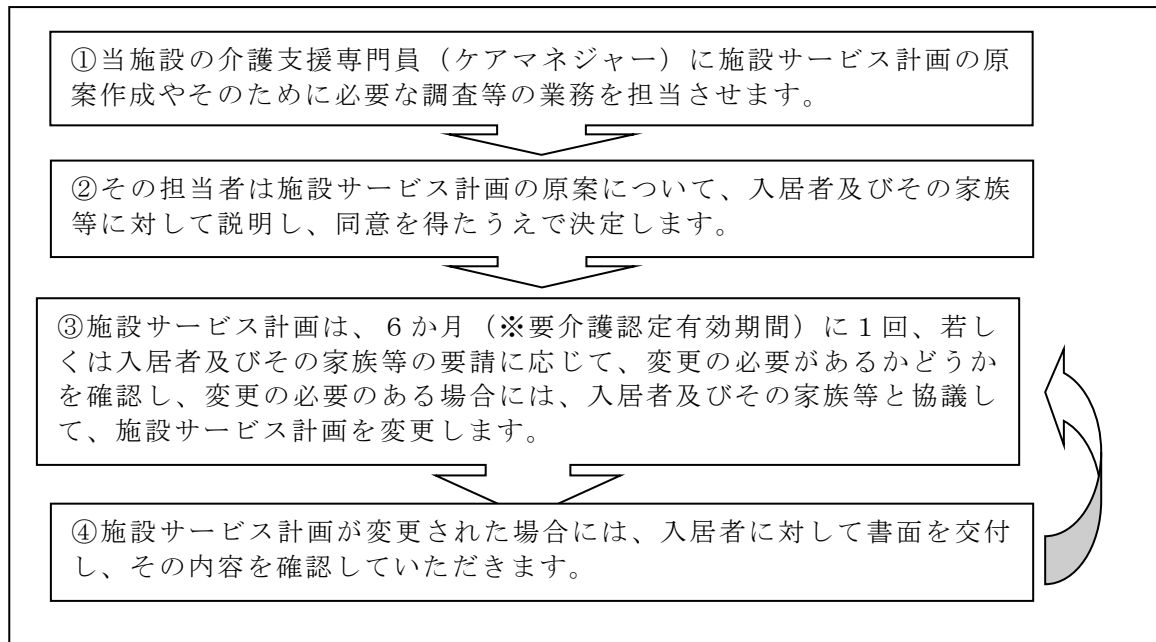 ①当施設の介護支援専門員（ケアマネジャー）に施設サービス計画の原
案作成やそのために必要な調査等の業務を担当させます。
②その担当者は施設サービス計画の原案について、入居者及びその家族
等に対して説明し、同意を得たうえで決定します。
③施設サービス計画は、６か月（※要介護認定有効期間）に１回、若し
くは入居者及びその家族等の要請に応じて、変更の必要があるかどうか
を確認し、変更の必要のある場合には、入居者及びその家族等と協議し
て、施設サービス計画を変更します。
④施設サービス計画が変更された場合には、入居者に対して書面を交付
し、その内容を確認していただきます。